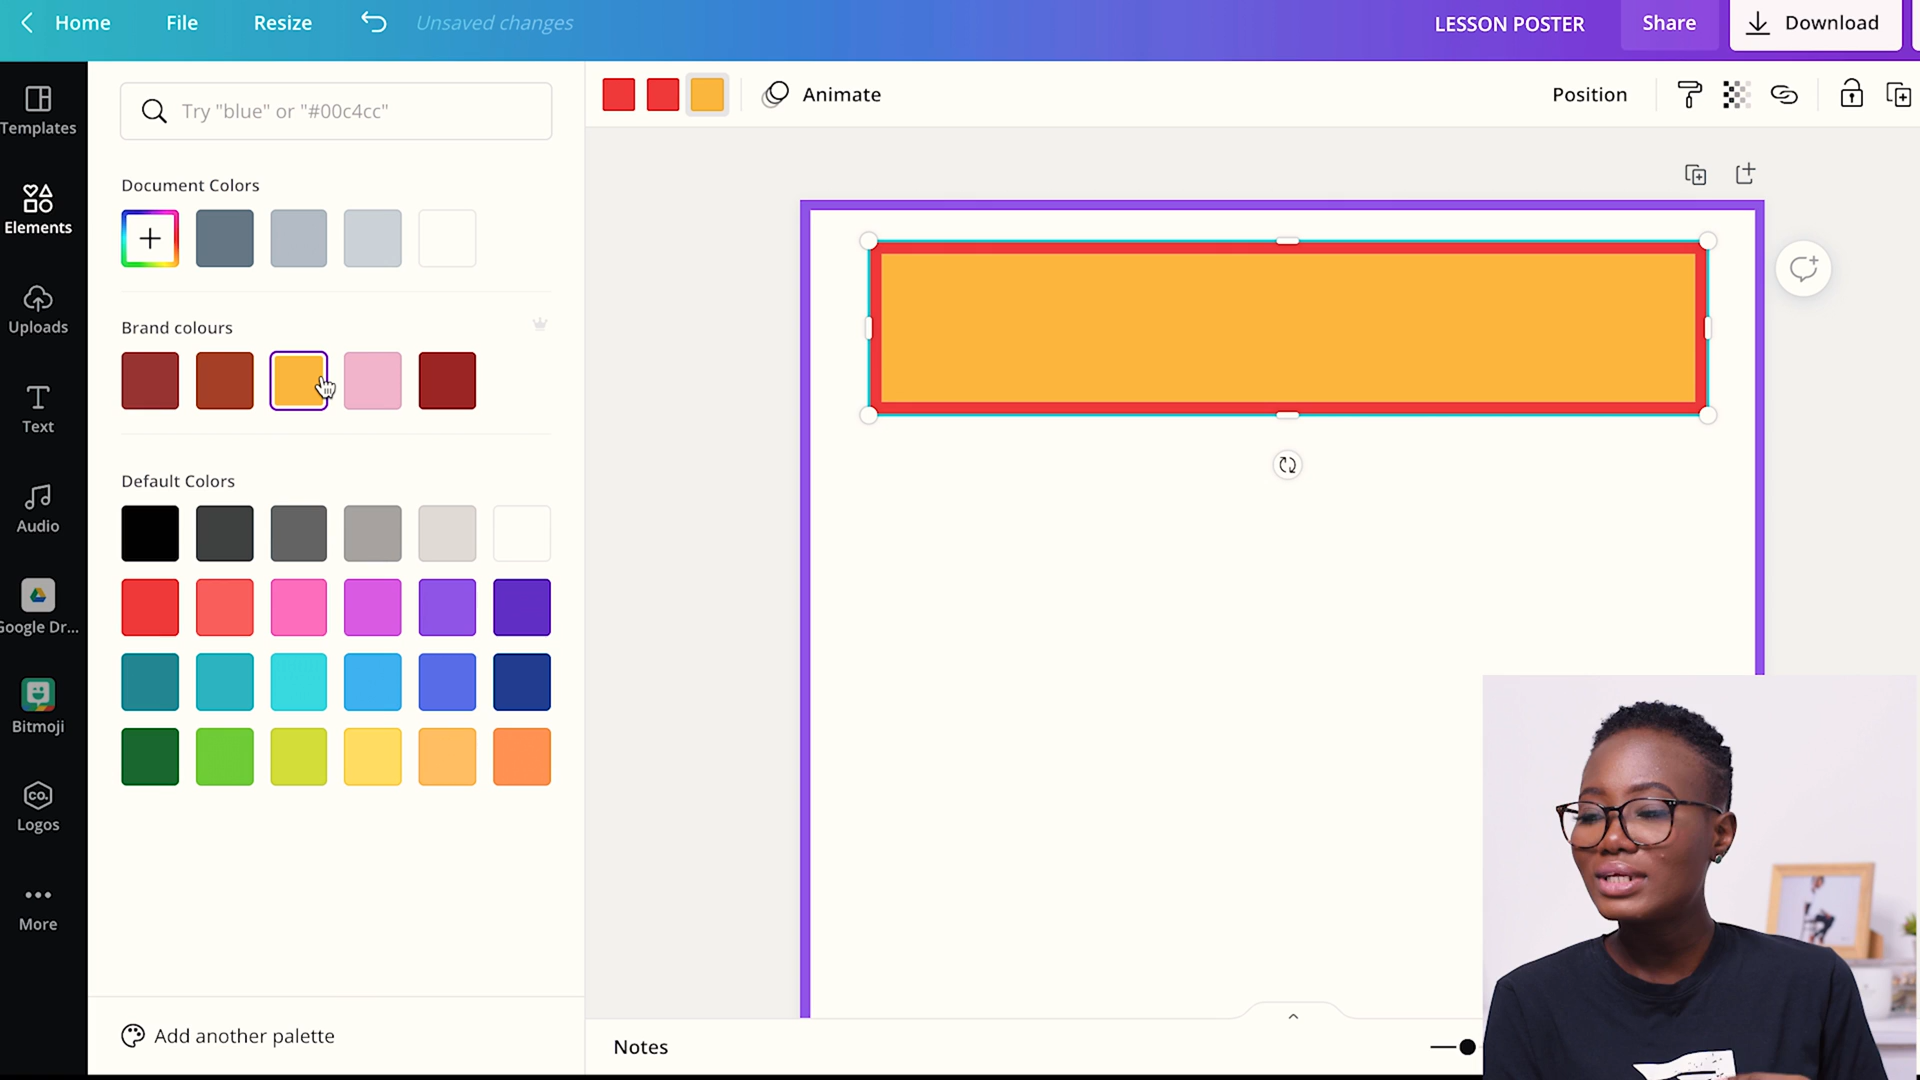 Home File Resize Unsaved changes LESSON POSTER Share Download
Templates
Elements
Uploads
Text
Audio
Google Dr...
Bitmoji
CO.
Logos
More
Try "blue" or "#00c4cc"
Document Colors
Brand colours
Default Colors
Add another palette
Animate Position
Notes